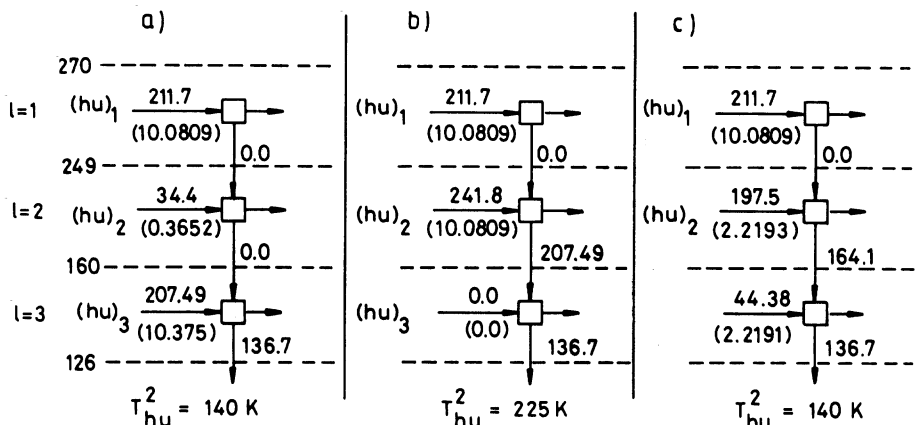 a) b) c)
270
l=1 (hu)₁ 211.7 (hu)₁ 211.7 (hu)₁ 211.7
(10.0809) (10.0809) (10.0809)
0.0 0.0 0.0
249
l=2 (hu)₂ 34.4 (hu)₂ 241.8 (hu)₂ 197.5
(0.3652) (10.0809) (2.2193)
0.0 207.49 164.1
160
l=3 (hu)₃ 207.49 (hu)₃ 0.0 44.38
(10.375) (0.0) (2.2191)
136.7 136.7 136.7
126
T²hu = 140 K T²hu = 225 K T²hu = 140 K